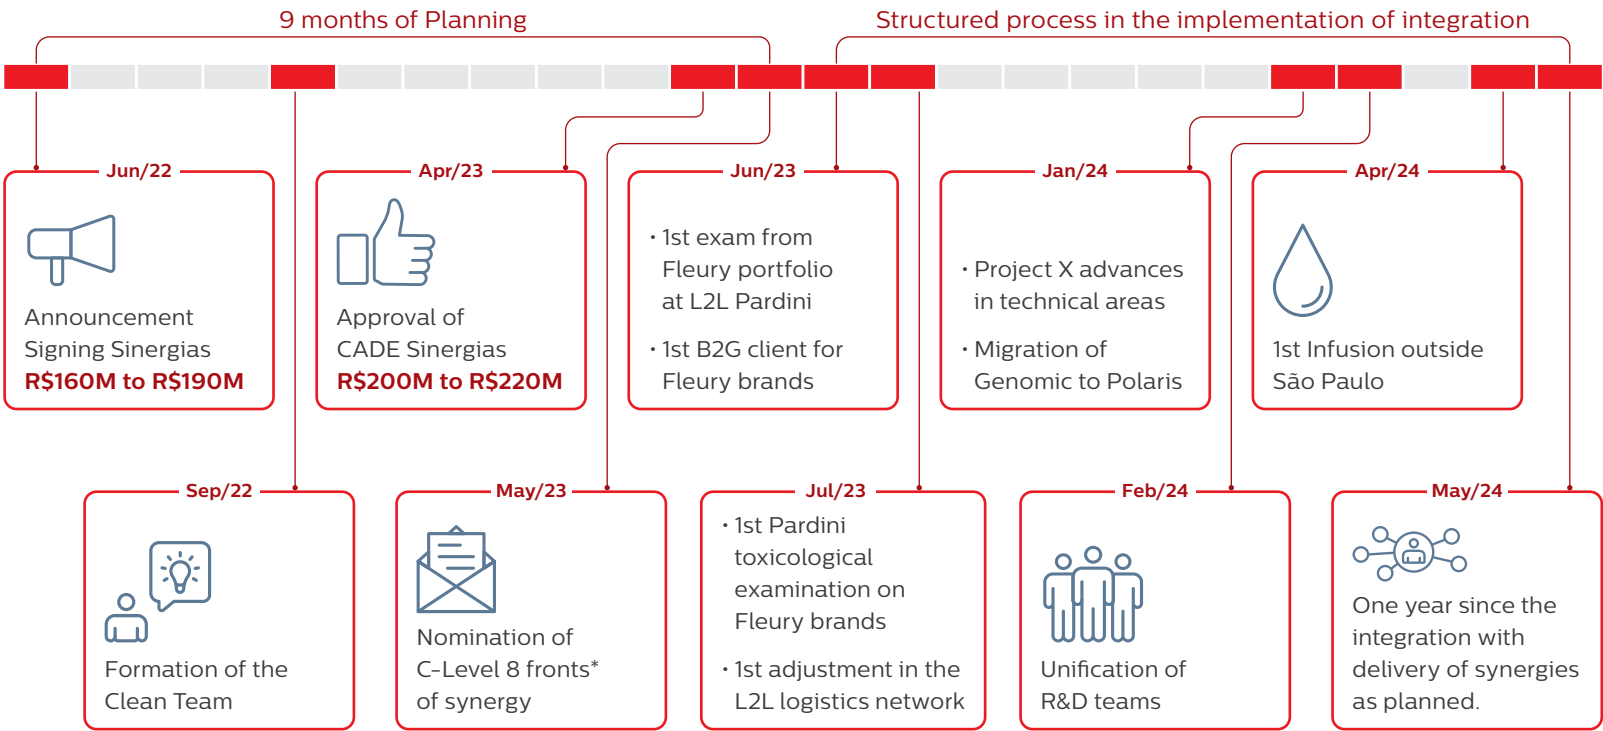 9 months of Planning
Structured process in the implementation of integration
Jun/22
Announcement
Signing Sinergias
R$160M to R$190M
Apr/23
Approval of
CADE Sinergias
R$200M to R$220M
Jun/23
· 1st exam from
Fleury portfolio
at L2L Pardini
· 1st B2G client for
Fleury brands
Jan/24
· Project X advances
in technical areas
· Migration of
Genomic to Polaris
Apr/24
1st Infusion outside
São Paulo
Sep/22
Formation of the
Clean Team
May/23
Nomination of
C-Level 8 fronts*
of synergy
Jul/23
· 1st Pardini
toxicological
examination on
Fleury brands
· 1st adjustment in the
L2L logistics network
Feb/24
Unification of
R&D teams
May/24
One year since the
integration with
delivery of synergies
as planned.